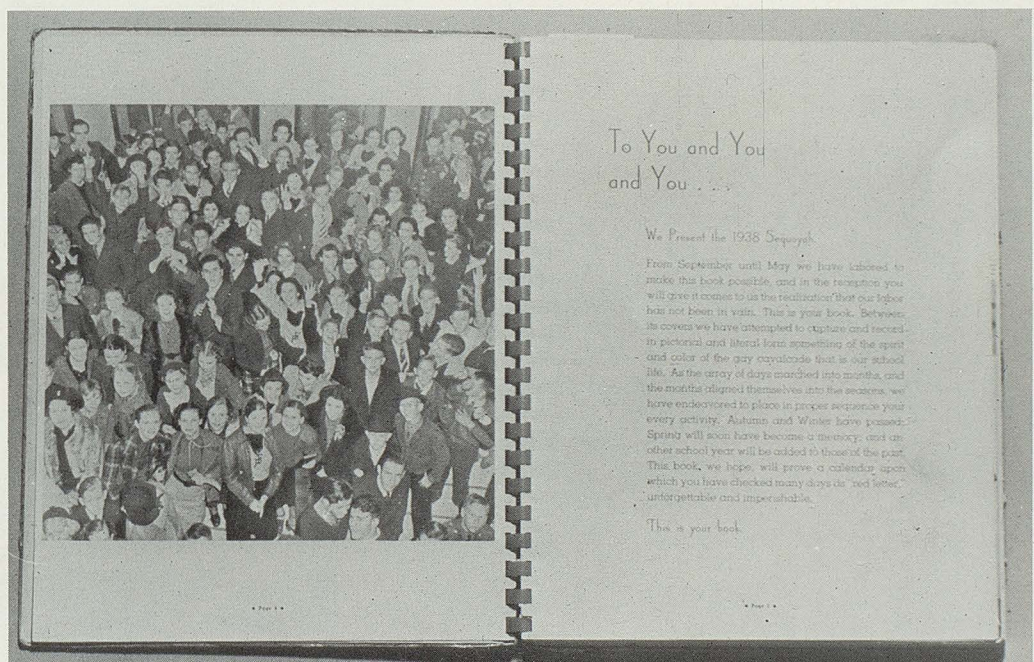 To You and You
and You . . .
We Present the 1938 Sequoyah
From September until May we have labored to
make this book possible, and in the reception you
will give it comes to us the realization that our labor
has not been in vain. This is your book. Between
its covers we have attempted to capture and record
in pictorial and literal form something of the spirit
and color of the gay cavalcade that is our school
life. As the array of days marched into months, and
the months aligned themselves into the seasons, we
have endeavored to place in proper sequence your
every activity. Autumn and Winter have passed;
Spring will soon have become a memory; and an-
other school year will be added to those of the past.
This book, we hope, will prove a calendar upon
which you have checked many days as "red letter,"
unforgettable and imperishable.
This is your book.
Page
Page